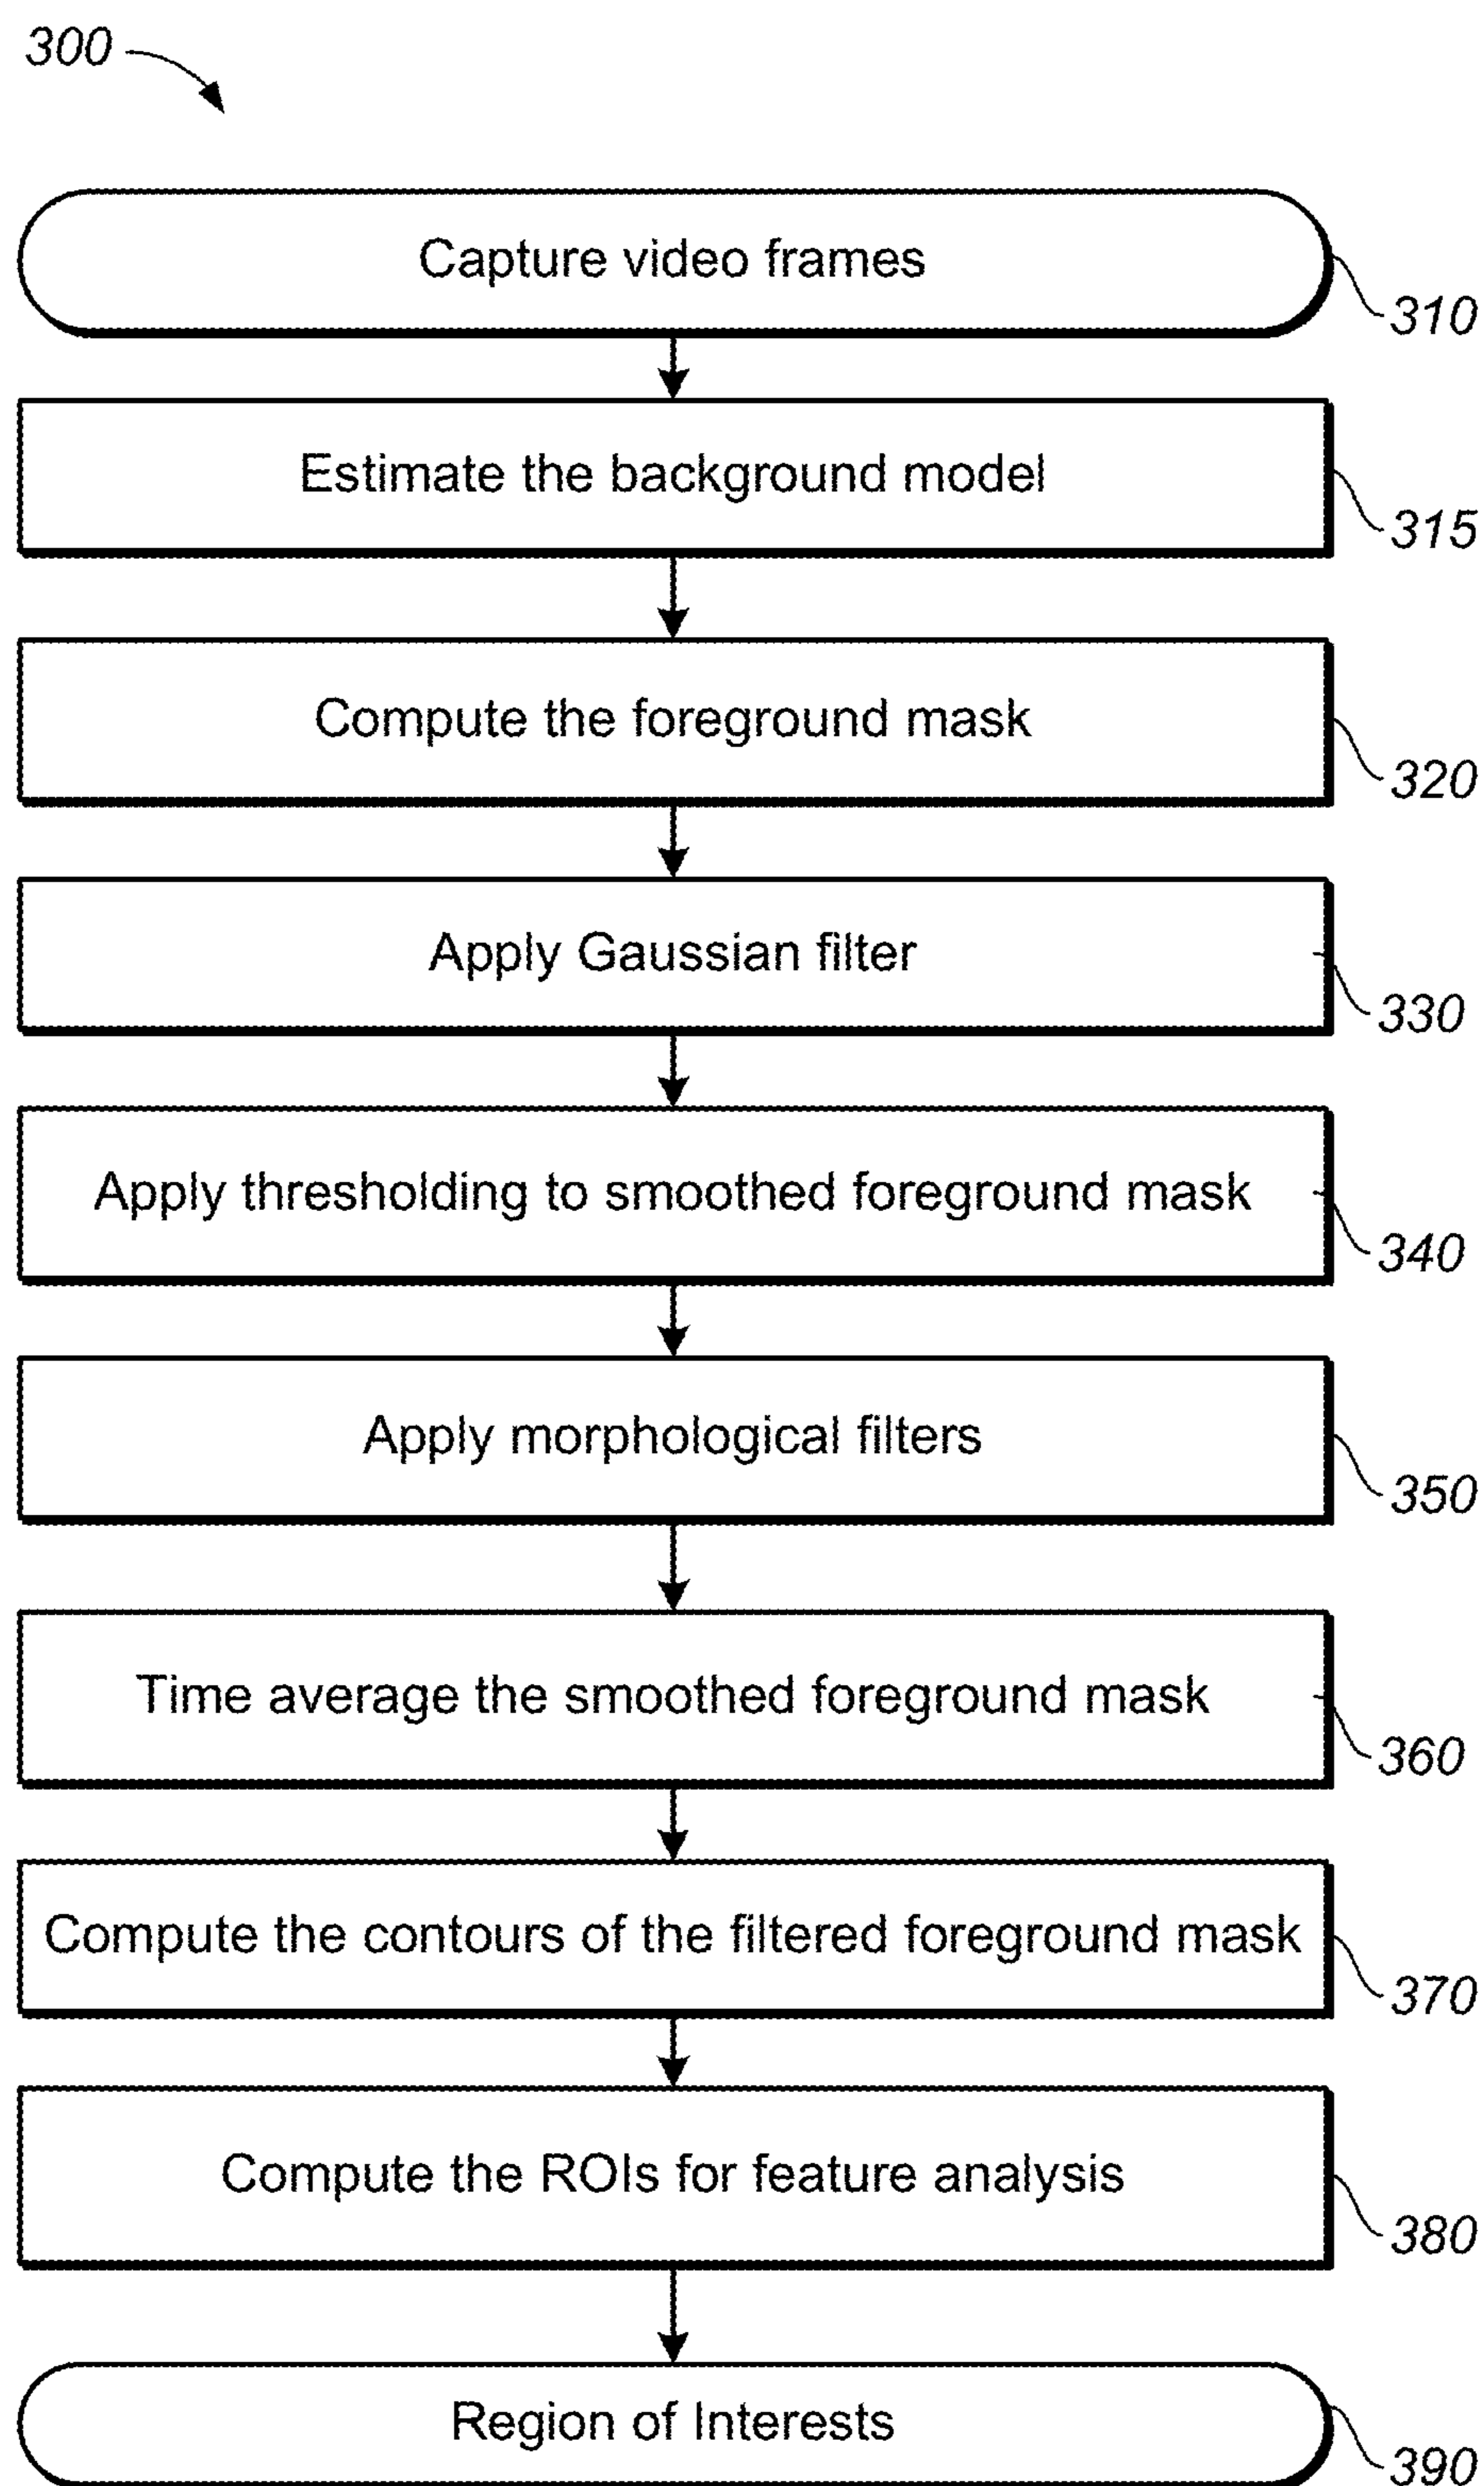 300
Capture video frames
310
Estimate the background model
315
Compute the foreground mask
320
Apply Gaussian filter
330
Apply thresholding to smoothed foreground mask
340
Apply morphological filters
350
Time average the smoothed foreground mask
360
Compute the contours of the filtered foreground mask
370
Compute the ROIs for feature analysis
380
Region of Interests
390